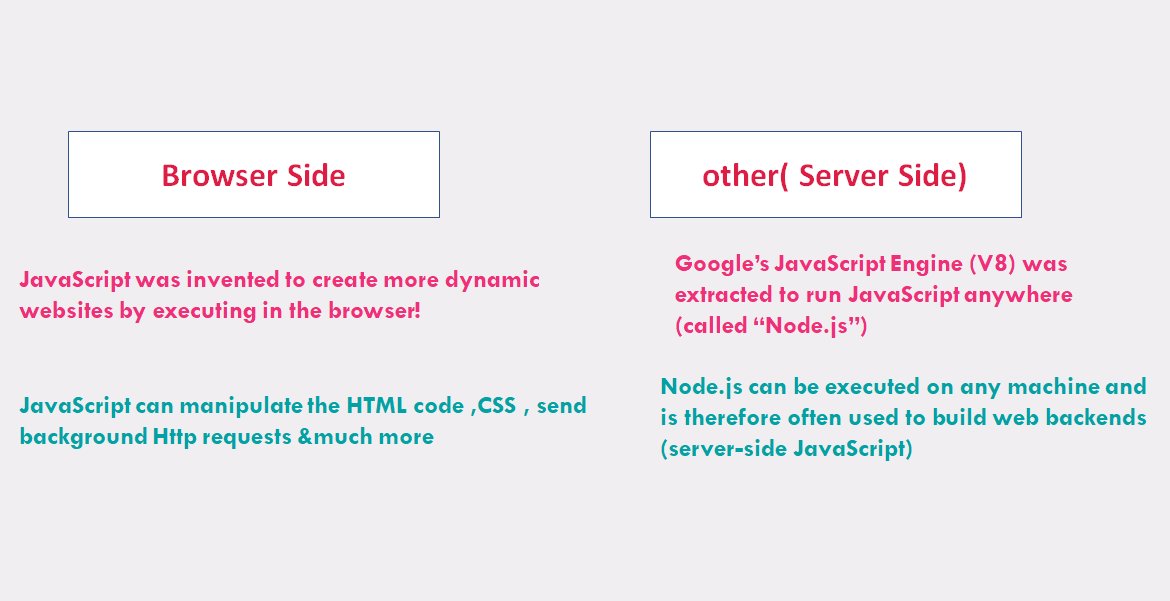 Browser Side
JavaScript was invented to create more dynamic
websites by executing in the browser!
JavaScript can manipulate the HTML code ,CSS , send
background Http requests &much more
other( Server Side)
Google’s JavaScript Engine (V8) was
extracted to run JavaScript anywhere
(called “Node.js”)
Node.js can be executed on any machine and
is therefore often used to build web backends
(server-side JavaScript)